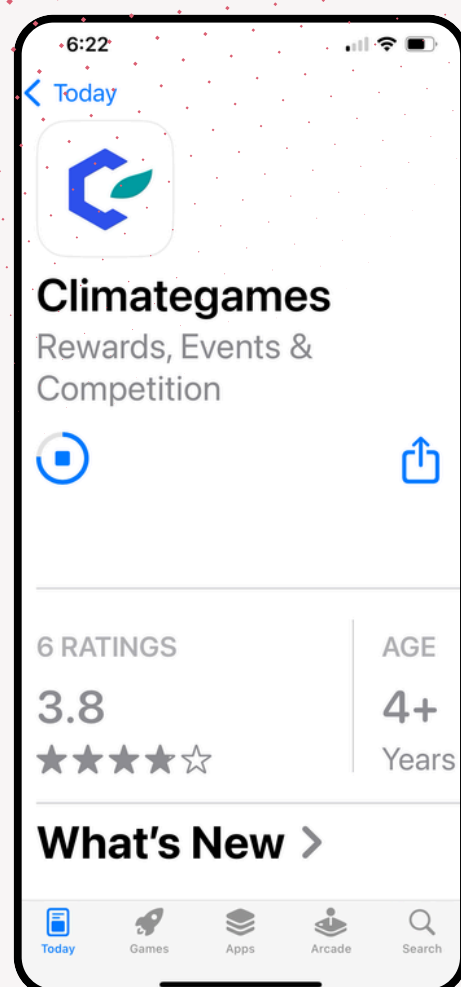 6:22
Today
Climategames
Rewards, Events &
Competition
6 RATINGS
AGE
3.8
4+
Years
What's New
Today
Games
Apps
Arcade
Search